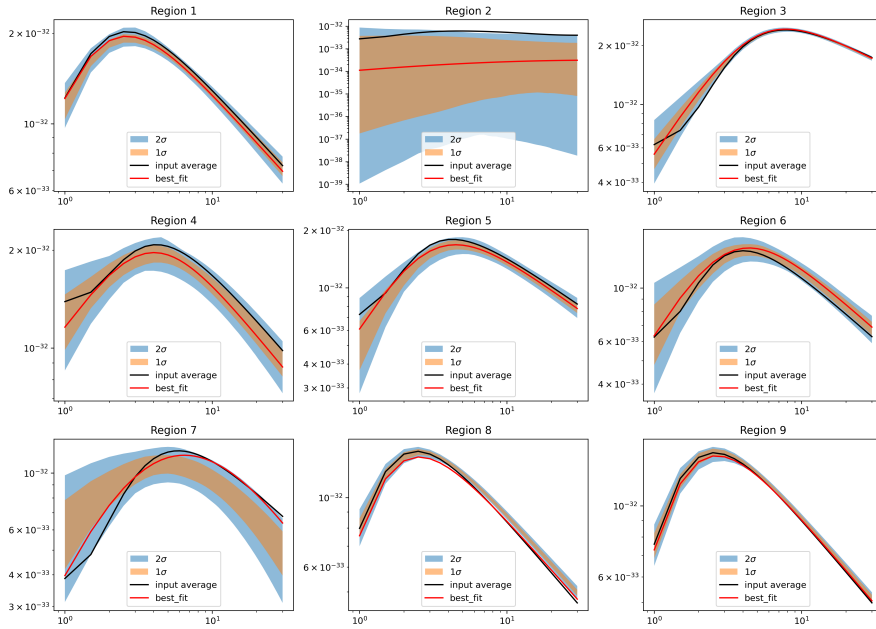 Region 1
2 × 10⁻³²
10⁻³²
6 × 10⁻³³
2σ
1σ
input average
best_fit
10⁰
10¹
Region 2
10⁻³²
10⁻³³
10⁻³⁴
10⁻³⁵
10⁻³⁶
10⁻³⁷
10⁻³⁸
10⁻³⁹
2σ
1σ
input average
best_fit
10⁰
10¹
Region 3
2 × 10⁻³²
10⁻³²
6 × 10⁻³³
4 × 10⁻³³
2σ
1σ
input average
best_fit
10⁰
10¹
Region 4
2 × 10⁻³²
10⁻³²
2σ
1σ
input average
best_fit
10⁰
10¹
Region 5
2 × 10⁻³²
10⁻³²
6 × 10⁻³³
4 × 10⁻³³
3 × 10⁻³³
2σ
1σ
input average
best_fit
10⁰
10¹
Region 6
10⁻³²
6 × 10⁻³³
4 × 10⁻³³
3 × 10⁻³³
2σ
1σ
input average
best_fit
10⁰
10¹
Region 7
10⁻³²
6 × 10⁻³³
4 × 10⁻³³
3 × 10⁻³³
2σ
1σ
input average
best_fit
10⁰
10¹
Region 8
10⁻³²
6 × 10⁻³³
2σ
1σ
input average
best_fit
10⁰
10¹
Region 9
10⁻³²
6 × 10⁻³³
2σ
1σ
input average
best_fit
10⁰
10¹